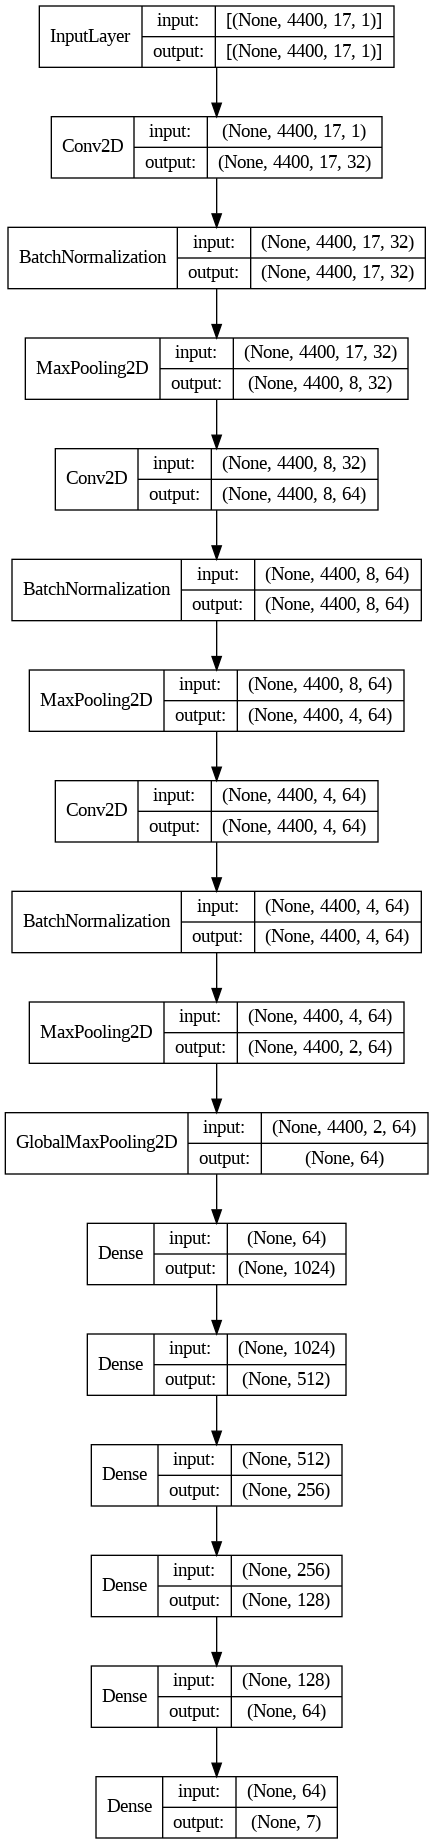 InputLayer input: [(None, 4400, 17, 1)]
output: [(None, 4400, 17, 1)]
Conv2D input: (None, 4400, 17, 1)
output: (None, 4400, 17, 32)
BatchNormalization input: (None, 4400, 17, 32)
output: (None, 4400, 17, 32)
MaxPooling2D input: (None, 4400, 17, 32)
output: (None, 4400, 8, 32)
Conv2D input: (None, 4400, 8, 32)
output: (None, 4400, 8, 64)
BatchNormalization input: (None, 4400, 8, 64)
output: (None, 4400, 8, 64)
MaxPooling2D input: (None, 4400, 8, 64)
output: (None, 4400, 4, 64)
Conv2D input: (None, 4400, 4, 64)
output: (None, 4400, 4, 64)
BatchNormalization input: (None, 4400, 4, 64)
output: (None, 4400, 4, 64)
MaxPooling2D input: (None, 4400, 4, 64)
output: (None, 4400, 2, 64)
GlobalMaxPooling2D input: (None, 4400, 2, 64)
output: (None, 64)
Dense input: (None, 64)
output: (None, 1024)
Dense input: (None, 1024)
output: (None, 512)
Dense input: (None, 512)
output: (None, 256)
Dense input: (None, 256)
output: (None, 128)
Dense input: (None, 128)
output: (None, 64)
Dense input: (None, 64)
output: (None, 7)